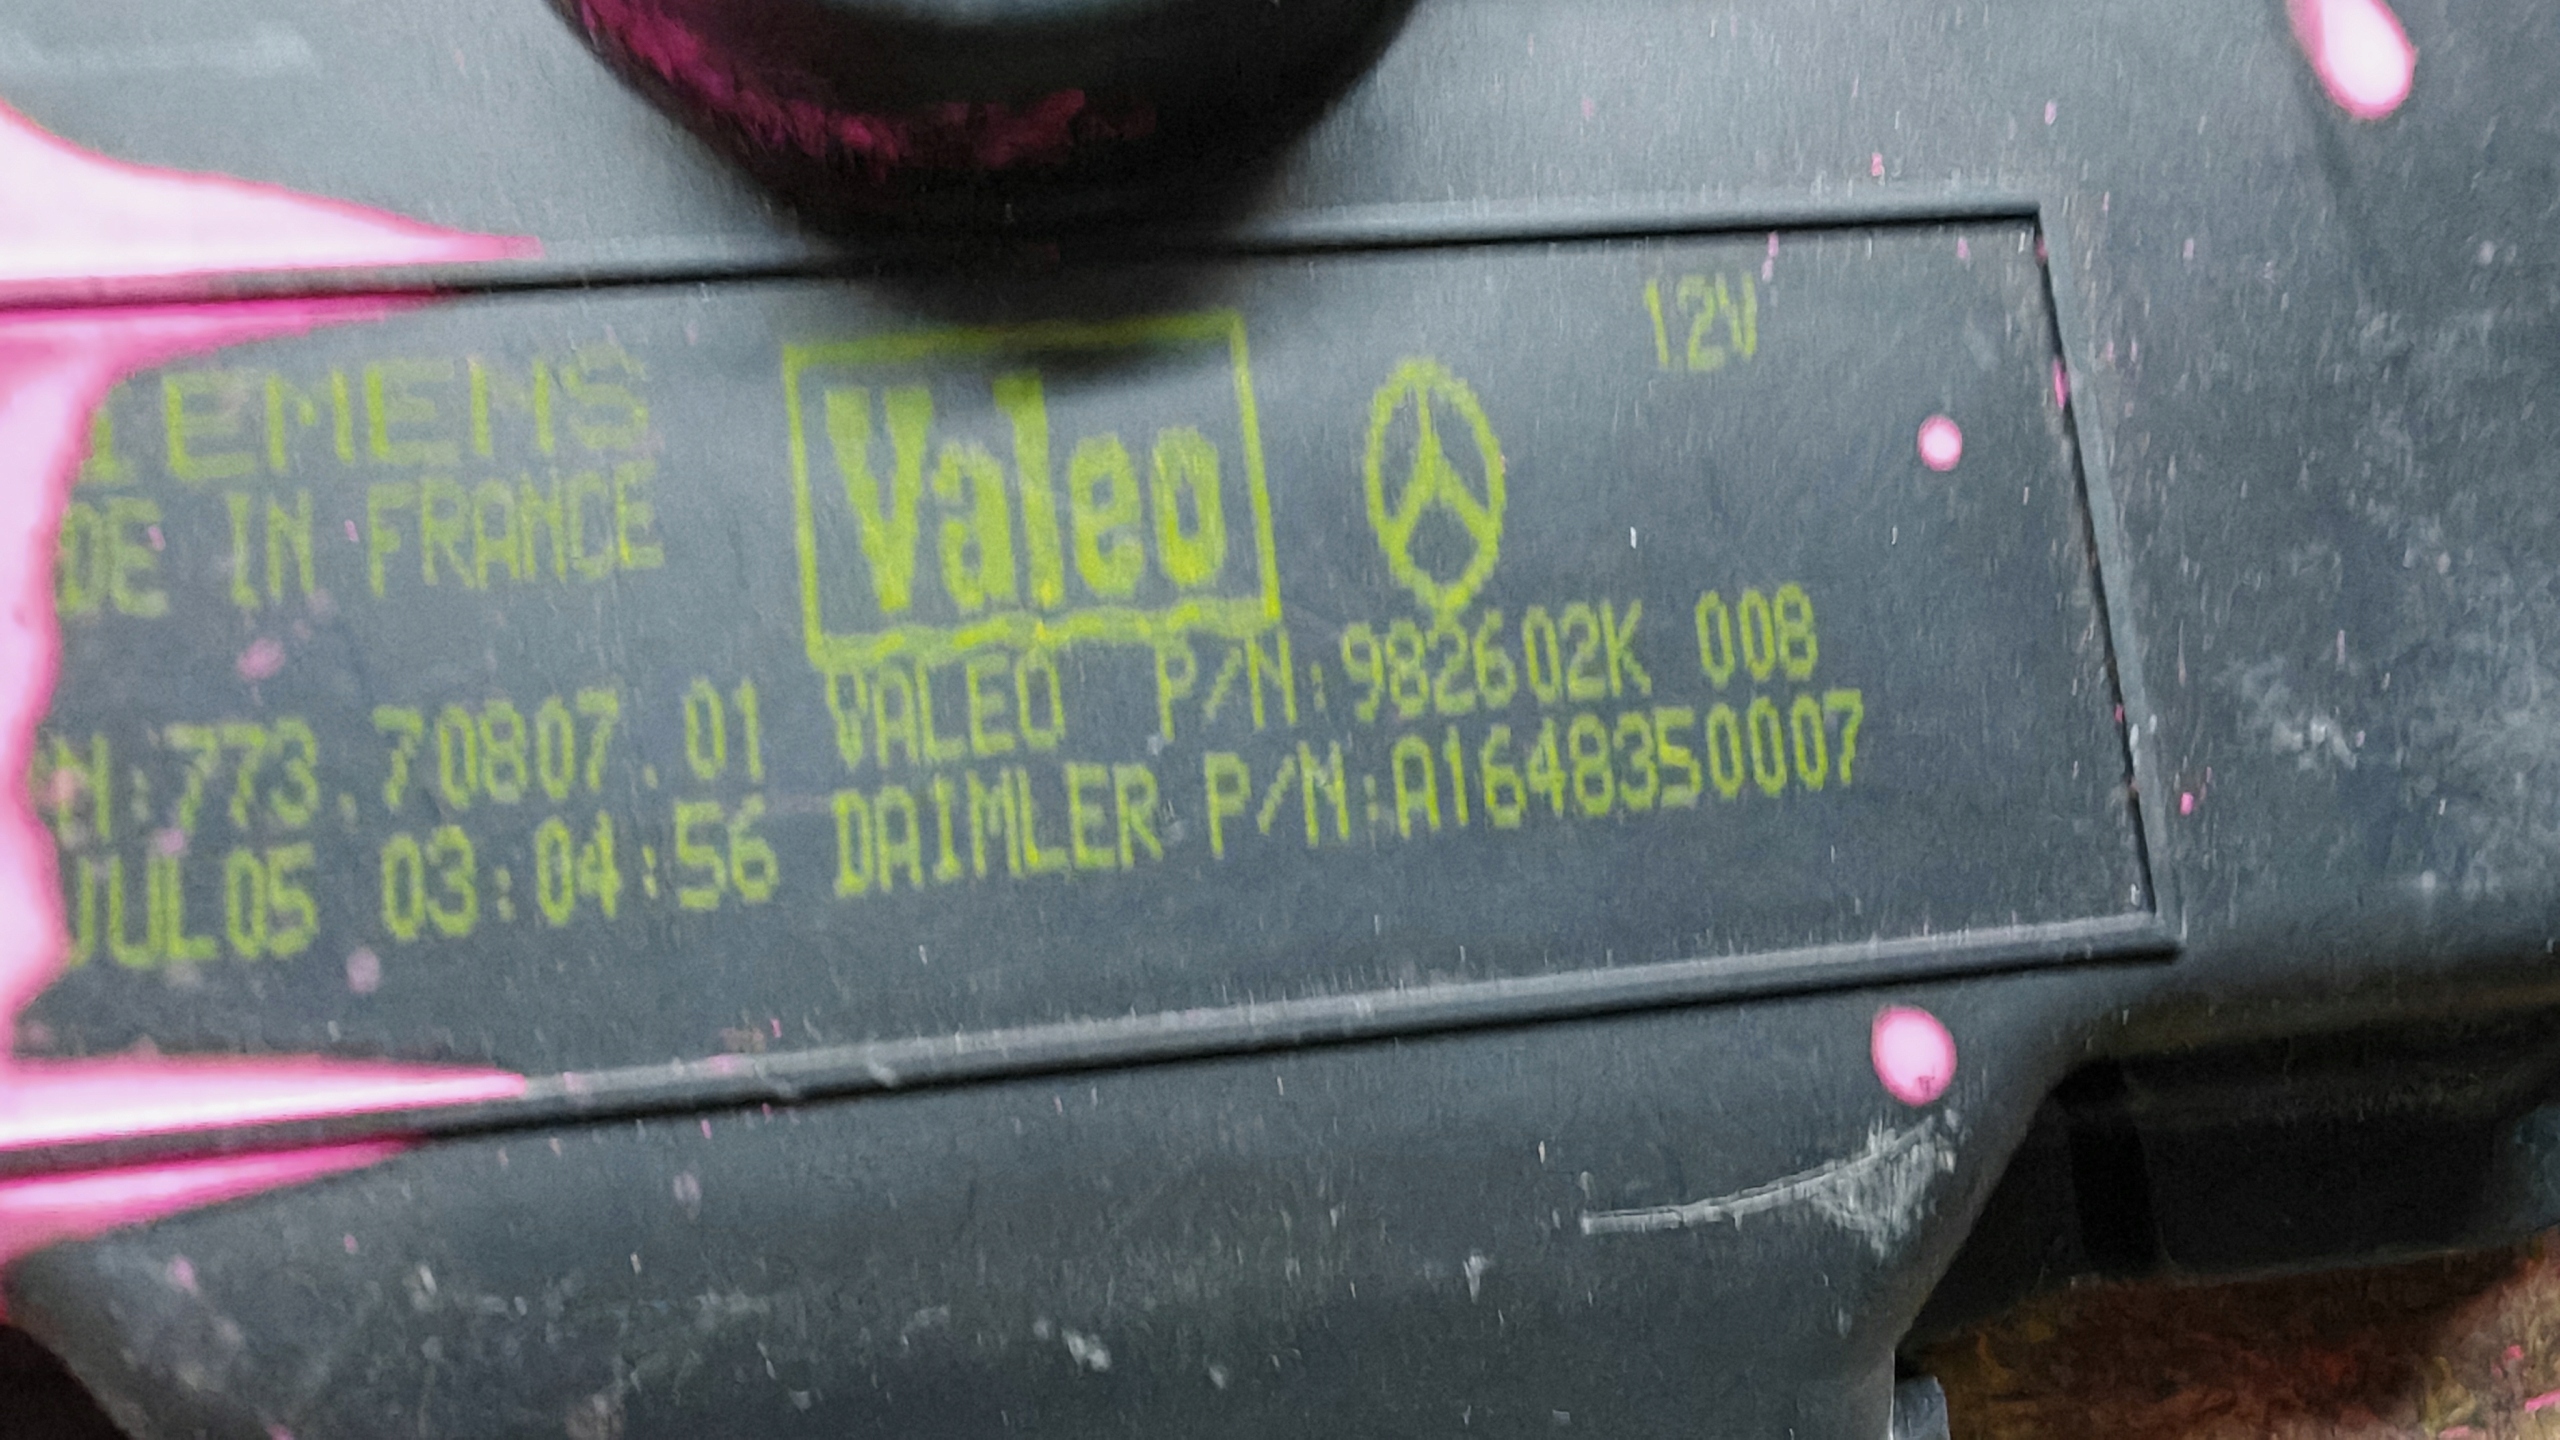 12V
IEMENS
DE IN FRANCE
Valeo
N:773.70807.01 VALEO P/N:982602K 008
JUL05 03:04:56 DAIMLER P/N:A1648350007